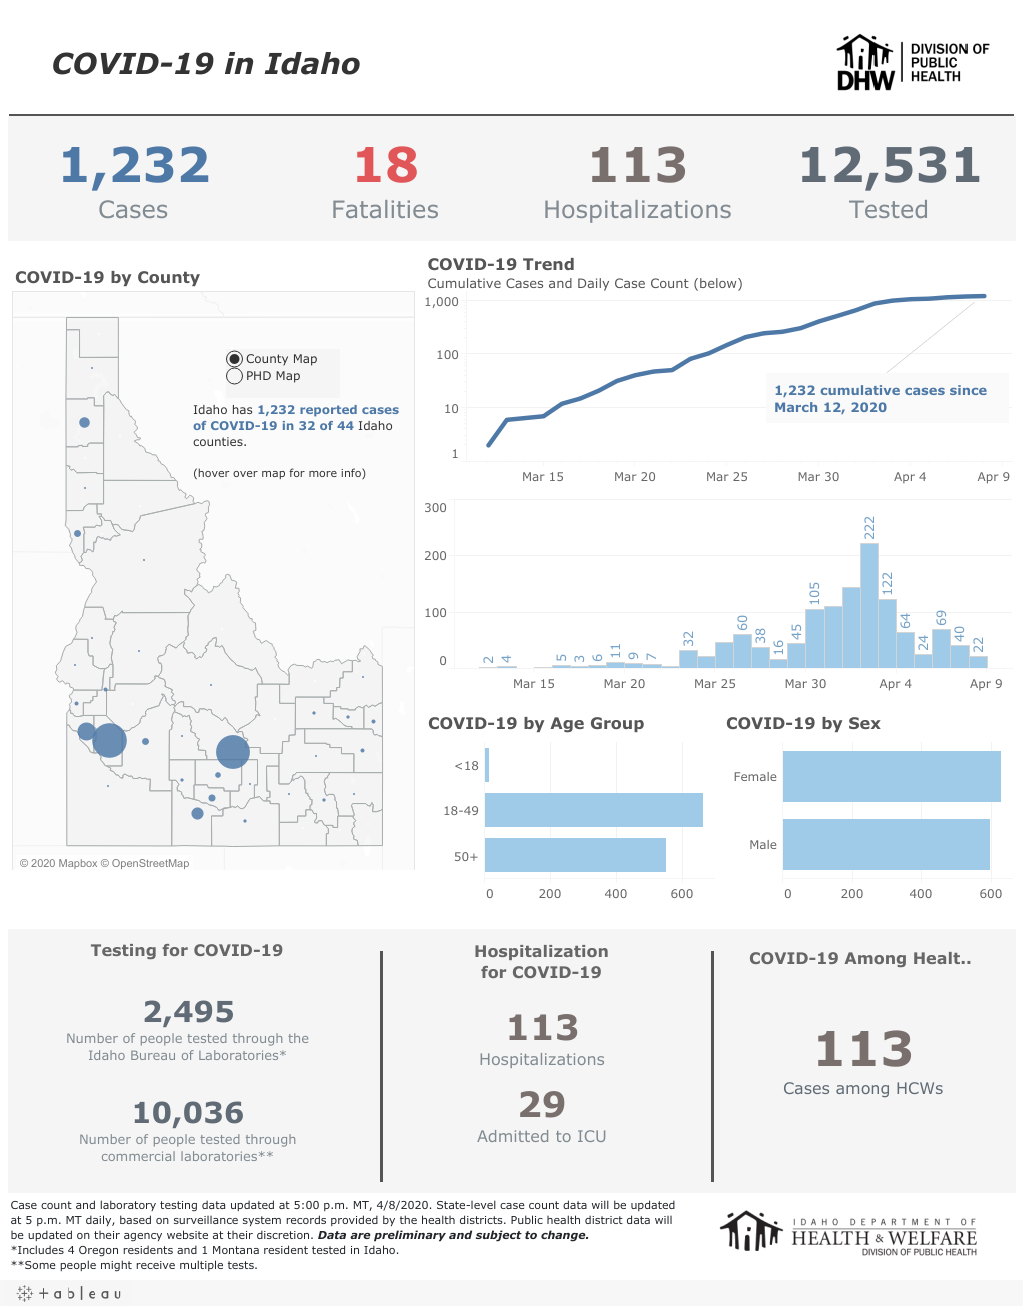 COVID-19 in Idaho
DHW
DIVISION OF
PUBLIC
HEALTH
1,232
Cases
18
Fatalities
113
Hospitalizations
12,531
Tested
COVID-19 by County
County Map
PHD Map
Idaho has 1,232 reported cases
of COVID-19 in 32 of 44 Idaho
counties.
(hover over map for more info)
© 2020 Mapbox © OpenStreetMap
COVID-19 Trend
Cumulative Cases and Daily Case Count (below)
1,000
100
10
1
1,232 cumulative cases since
March 12, 2020
Mar 15 Mar 20 Mar 25 Mar 30 Apr 4 Apr 9
300
200
100
0
2 4 5 3 6 11 9 7 32 60 38 16 45 105 222 122 64 24 69 40 22
Mar 15 Mar 20 Mar 25 Mar 30 Apr 4 Apr 9
COVID-19 by Age Group
<18
18-49
50+
0 200 400 600
COVID-19 by Sex
Female
Male
0 200 400 600
Testing for COVID-19
2,495
Number of people tested through the
Idaho Bureau of Laboratories*
10,036
Number of people tested through
commercial laboratories**
Hospitalization
for COVID-19
113
Hospitalizations
29
Admitted to ICU
COVID-19 Among Healt..
113
Cases among HCWs
Case count and laboratory testing data updated at 5:00 p.m. MT, 4/8/2020. State-level case count data will be updated
at 5 p.m. MT daily, based on surveillance system records provided by the health districts. Public health district data will
be updated on their agency website at their discretion. Data are preliminary and subject to change.
*Includes 4 Oregon residents and 1 Montana resident tested in Idaho.
**Some people might receive multiple tests.
IDAHO DEPARTMENT OF
HEALTH & WELFARE
DIVISION OF PUBLIC HEALTH
+ableau